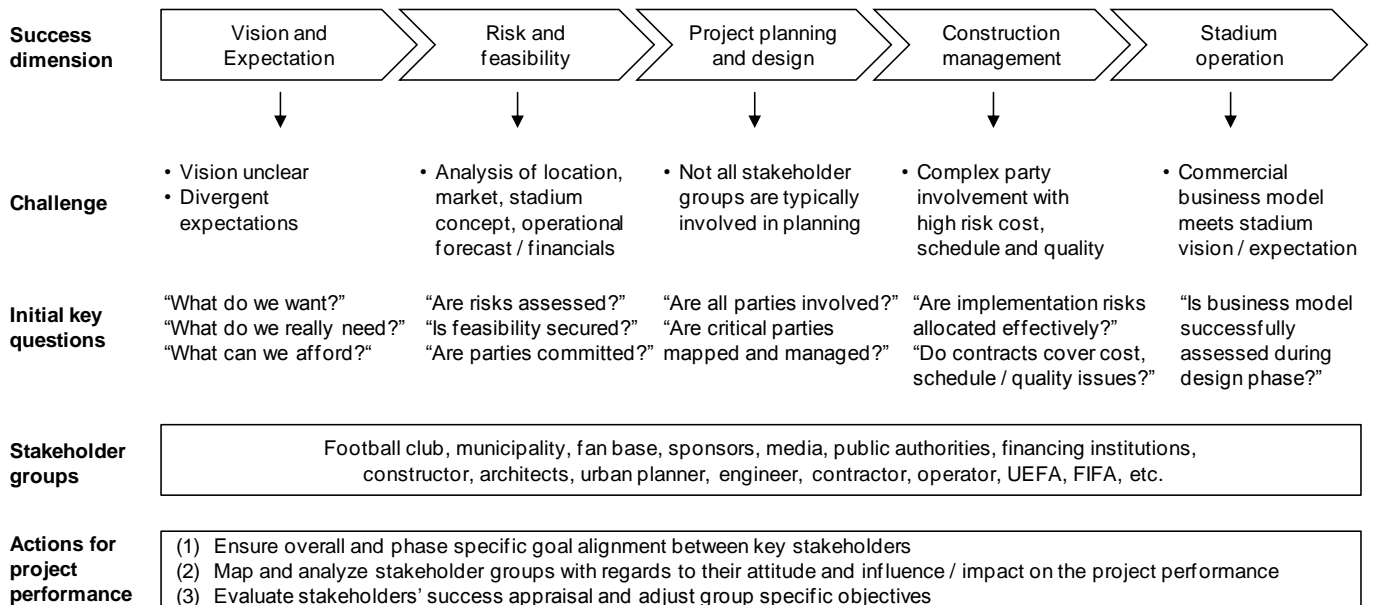 Success
dimension
Vision and
Expectation
Risk and
feasibility
Project planning
and design
Construction
management
Stadium
operation
Challenge
• Vision unclear
• Divergent
expectations
• Analysis of location,
market, stadium
concept, operational
forecast / financials
• Not all stakeholder
groups are typically
involved in planning
• Complex party
involvement with
high risk cost,
schedule and quality
• Commercial
business model
meets stadium
vision / expectation
Initial key
questions
“What do we want?”
“What do we really need?”
“What can we afford?“
“Are risks assessed?”
“Is feasibility secured?”
“Are parties committed?”
“Are all parties involved?”
“Are critical parties
mapped and managed?”
“Are implementation risks
allocated effectively?”
“Do contracts cover cost,
schedule / quality issues?”
“Is business model
successfully
assessed during
design phase?”
Stakeholder
groups
Football club, municipality, fan base, sponsors, media, public authorities, financing institutions,
constructor, architects, urban planner, engineer, contractor, operator, UEFA, FIFA, etc.
Actions for
project
performance
(1) Ensure overall and phase specific goal alignment between key stakeholders
(2) Map and analyze stakeholder groups with regards to their attitude and influence / impact on the project performance
(3) Evaluate stakeholders’ success appraisal and adjust group specific objectives